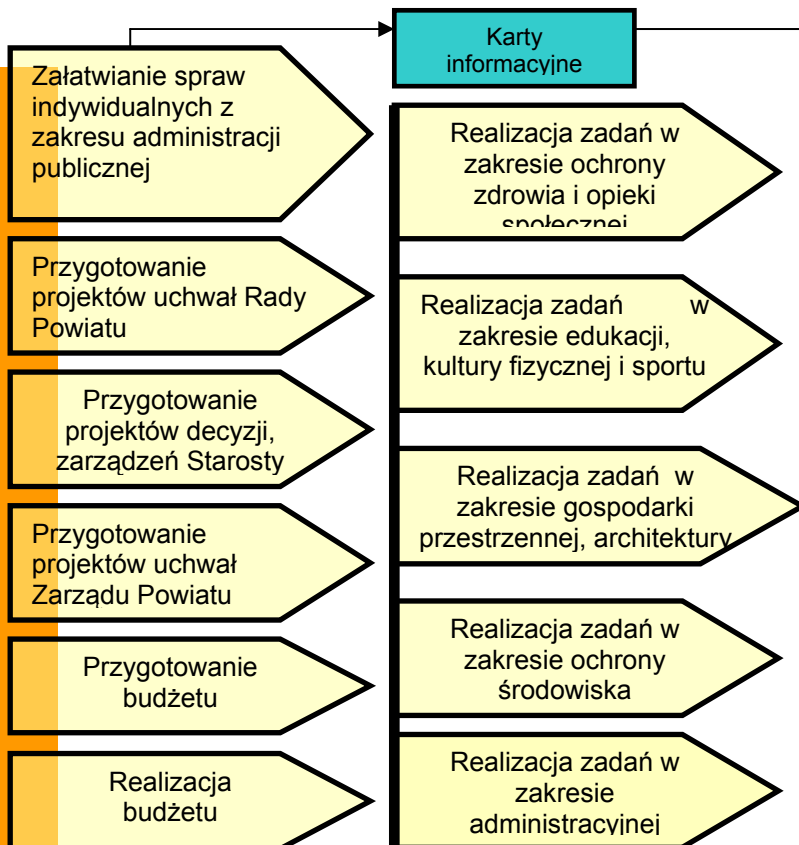 Karty
informacyjne
Załatwianie spraw
indywidualnych z
zakresu administracji
publicznej
Przygotowanie
projektów uchwał Rady
Powiatu
Przygotowanie
projektów decyzji,
zarządzeń Starosty
Przygotowanie
projektów uchwał
Zarządu Powiatu
Przygotowanie
budżetu
Realizacja
budżetu
Realizacja zadań w
zakresie ochrony
zdrowia i opieki
społecznej
Realizacja zadań w
zakresie edukacji,
kultury fizycznej i sportu
Realizacja zadań w
zakresie gospodarki
przestrzennej, architektury
Realizacja zadań w
zakresie ochrony
środowiska
Realizacja zadań w
zakresie
administracyjnej